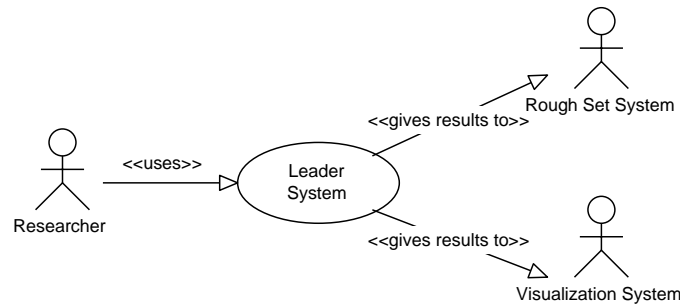 Rough Set System
<<gives results to>>
<<uses>>
Leader
System
Researcher
<<gives results to>>
Visualization System